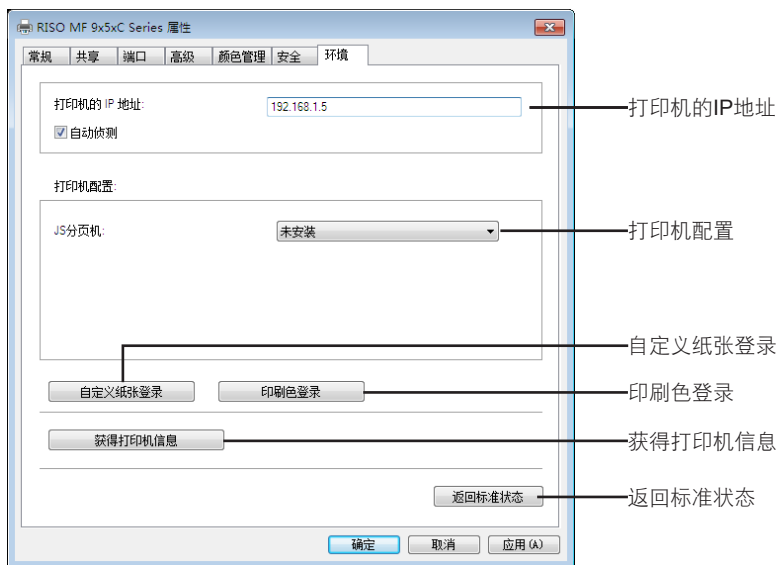 RISO MF 9x5xC Series 属性
常规 共享 端口 高级 颜色管理 安全 环境
打印机的 IP 地址: 192.168.1.5 打印机的IP地址
自动侦测
打印机配置:
JS分页机: 未安装 打印机配置
自定义纸张登录
自定义纸张登录 印刷色登录 印刷色登录
获得打印机信息 获得打印机信息
返回标准状态 返回标准状态
确定 取消 应用(A)